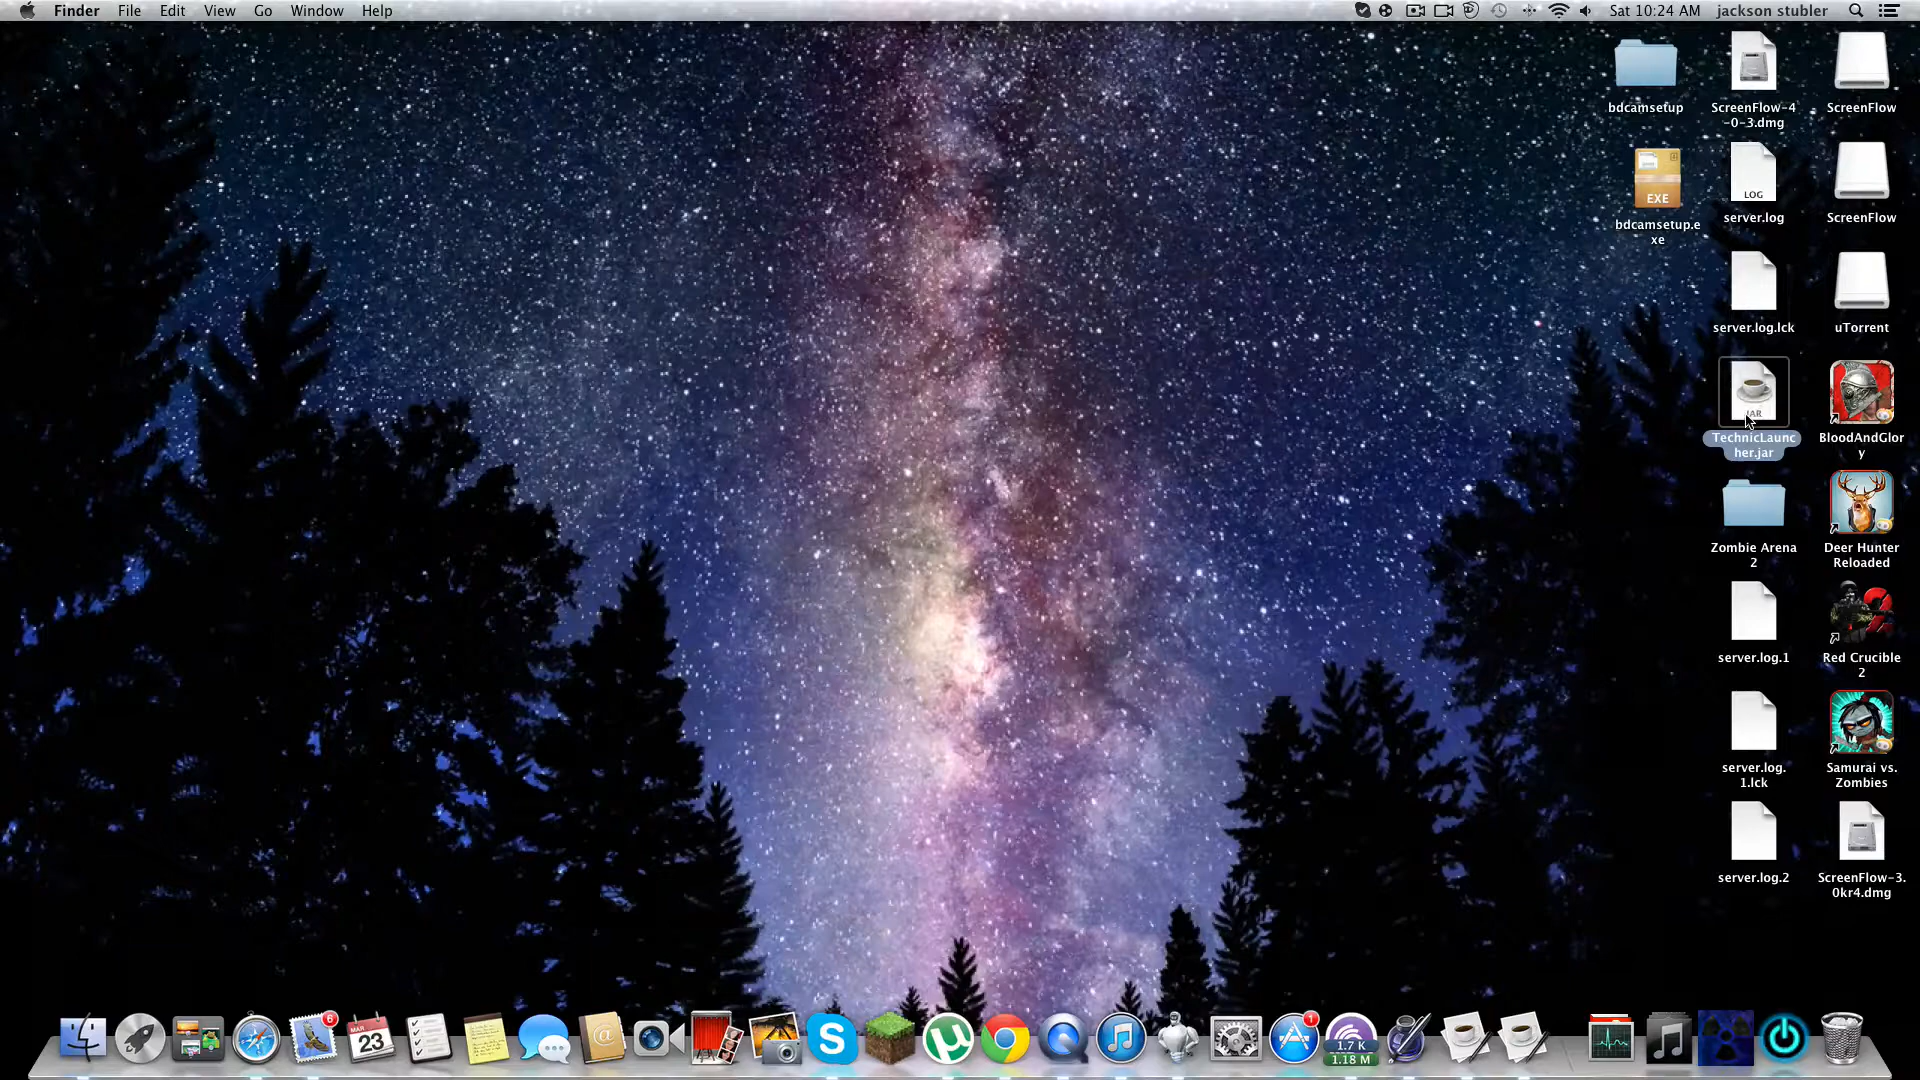 Finder File Edit View Go Window Help
Sat 10:24 AM jackson stubler
bdcamsetup
ScreenFlow-4
-0-3.dmg
ScreenFlow
EXE
bdcamsetup.e
xe
LOG
server.log
ScreenFlow
server.log.lck
uTorrent
JAR
TechnicLaunc
her.jar
BloodAndGlor
y
Zombie Arena
2
Deer Hunter
Reloaded
server.log.1
Red Crucible
2
server.log.
1.lck
Samurai vs.
Zombies
server.log.2
ScreenFlow-3.
0kr4.dmg
6
MAR
23
1
1.7 K
1.18 M